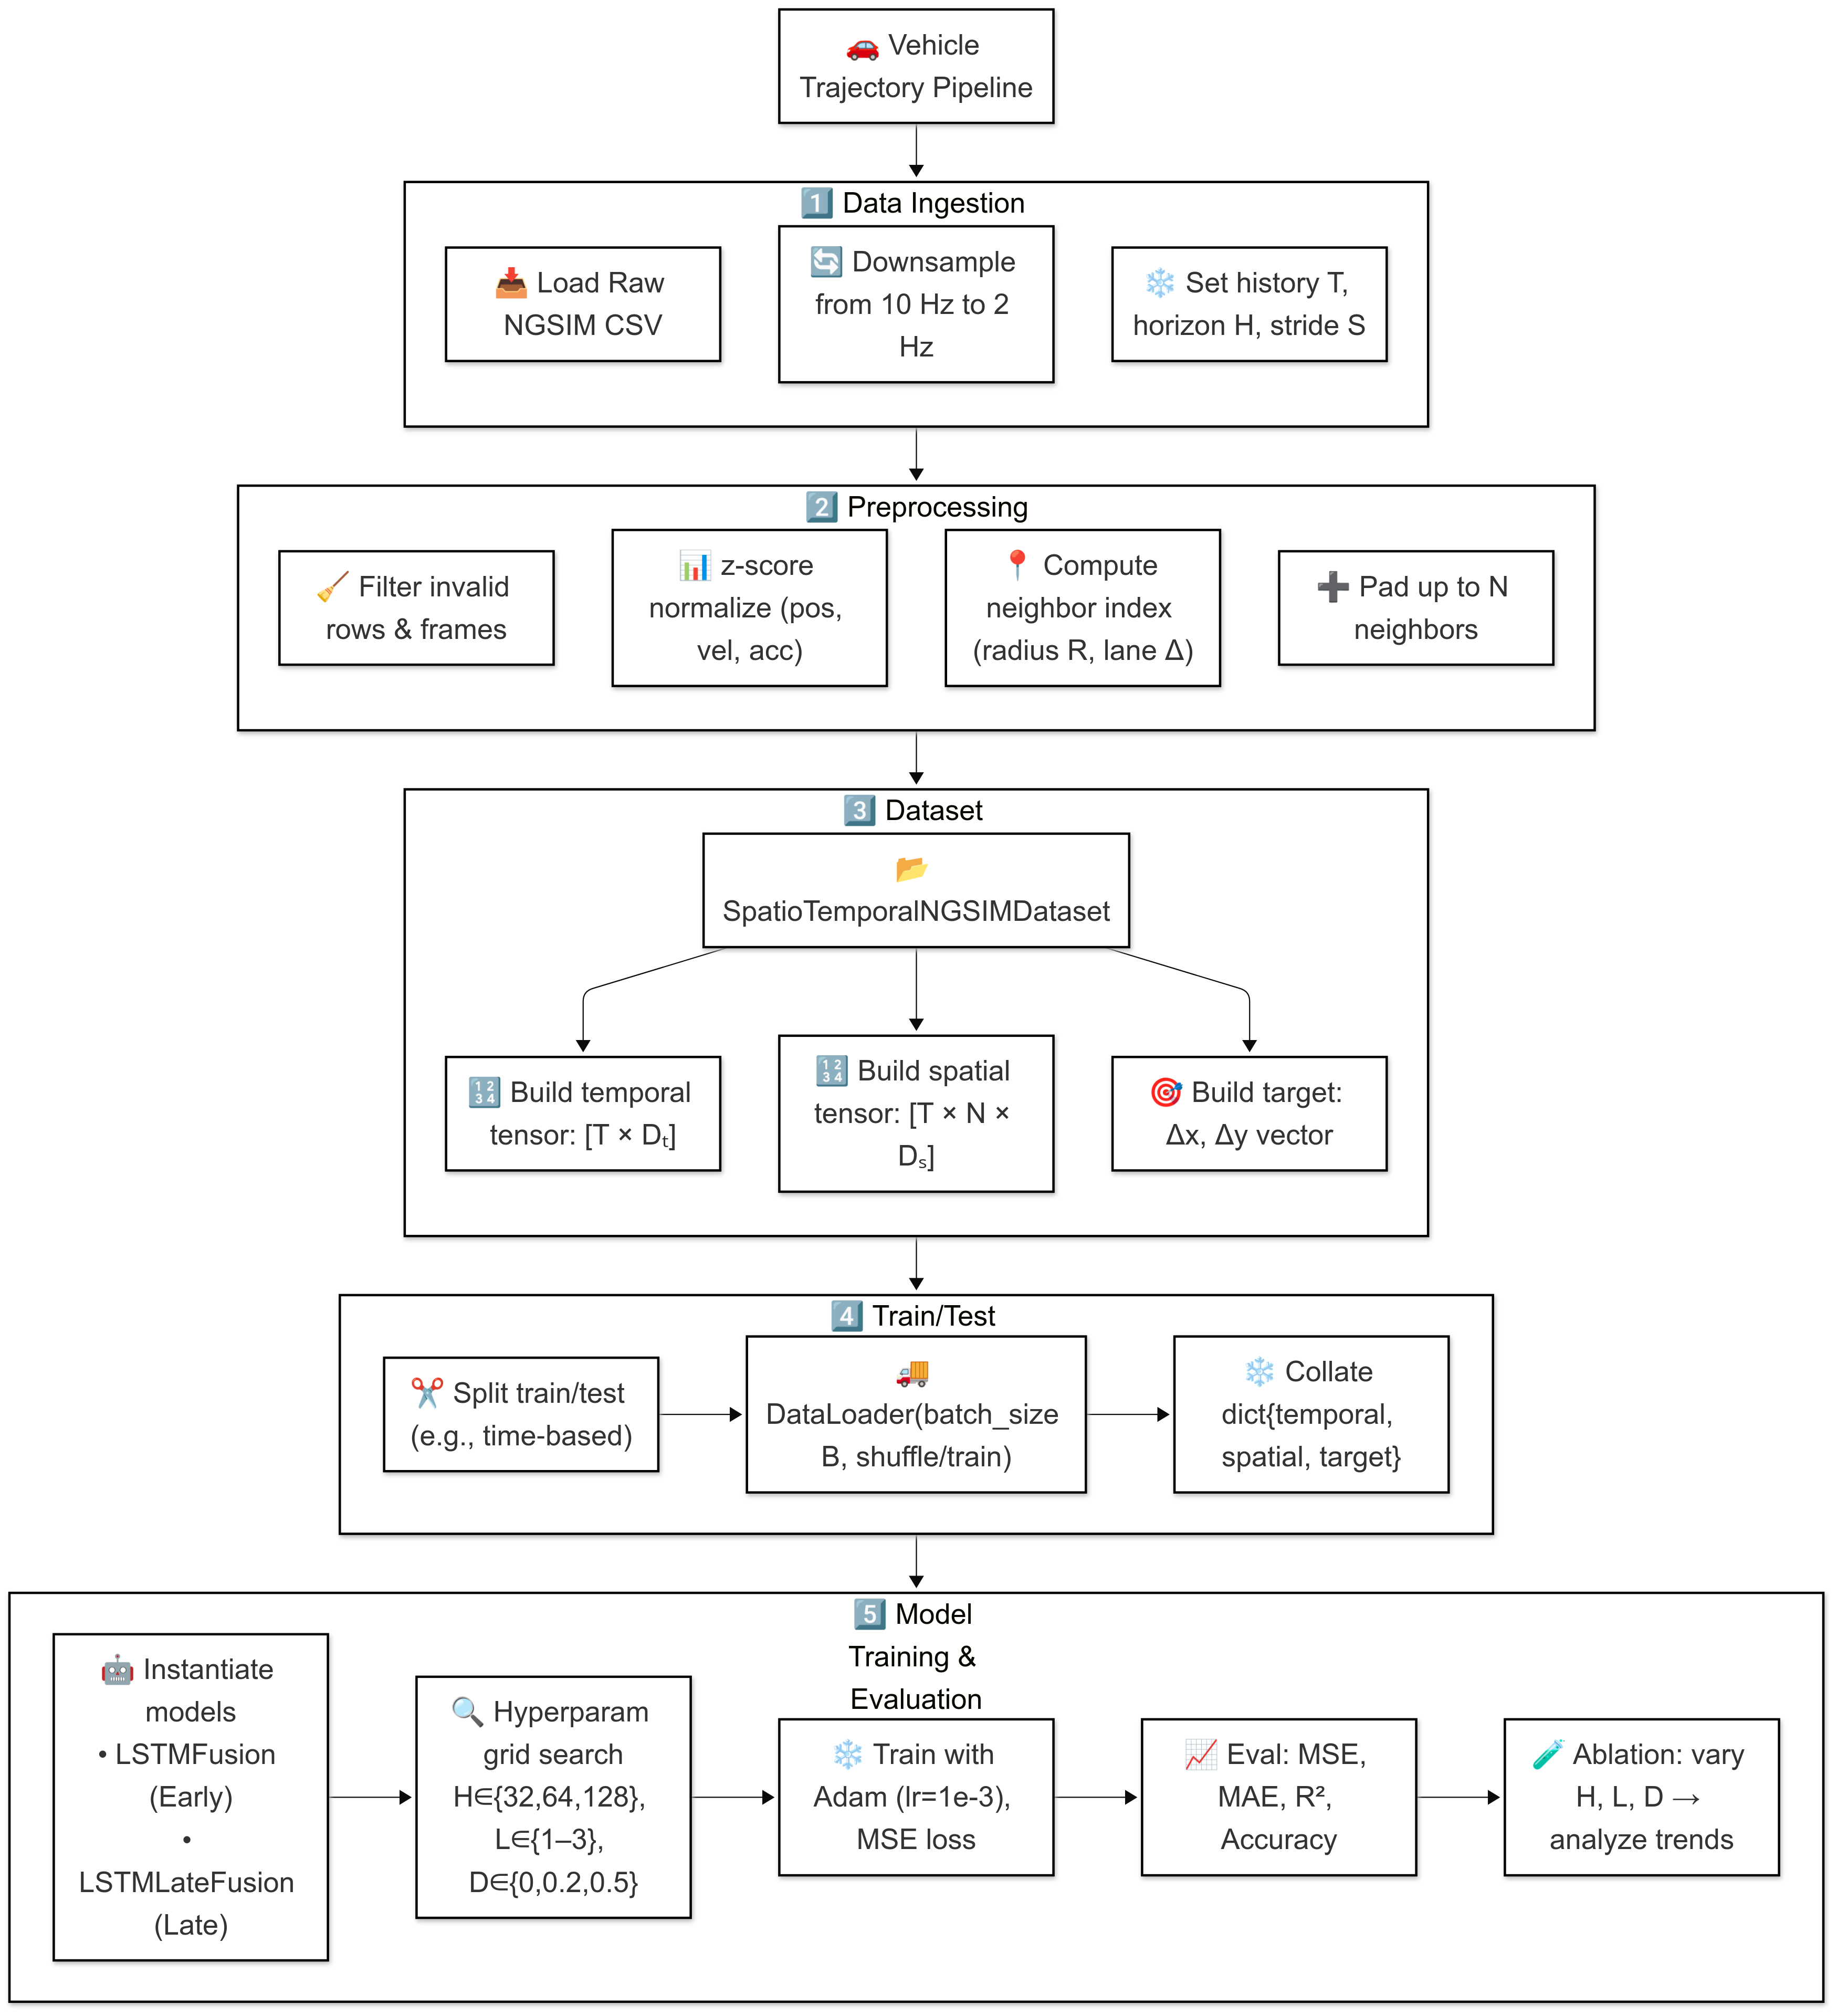 🚗 Vehicle
Trajectory Pipeline
1️⃣ Data Ingestion
📥 Load Raw
NGSIM CSV
🔄 Downsample
from 10 Hz to 2
Hz
❄️ Set history T,
horizon H, stride S
2️⃣ Preprocessing
🧹 Filter invalid
rows & frames
📊 z-score
normalize (pos,
vel, acc)
📍 Compute
neighbor index
(radius R, lane Δ)
➕ Pad up to N
neighbors
3️⃣ Dataset
📂
SpatioTemporalNGSIMDataset
🔢 Build temporal
tensor: [T × Dₜ]
🔢 Build spatial
tensor: [T × N ×
Dₛ]
🎯 Build target:
Δx, Δy vector
4️⃣ Train/Test
✂️ Split train/test
(e.g., time-based)
🚚
DataLoader(batch_size
B, shuffle/train)
❄️ Collate
dict{temporal,
spatial, target}
5️⃣ Model
Training &
Evaluation
🤖 Instantiate
models
• LSTMFusion
(Early)
•
LSTMLateFusion
(Late)
🔍 Hyperparam
grid search
H∈{32,64,128},
L∈{1–3},
D∈{0,0.2,0.5}
❄️ Train with
Adam (lr=1e-3),
MSE loss
📈 Eval: MSE,
MAE, R²,
Accuracy
🧪 Ablation: vary
H, L, D →
analyze trends